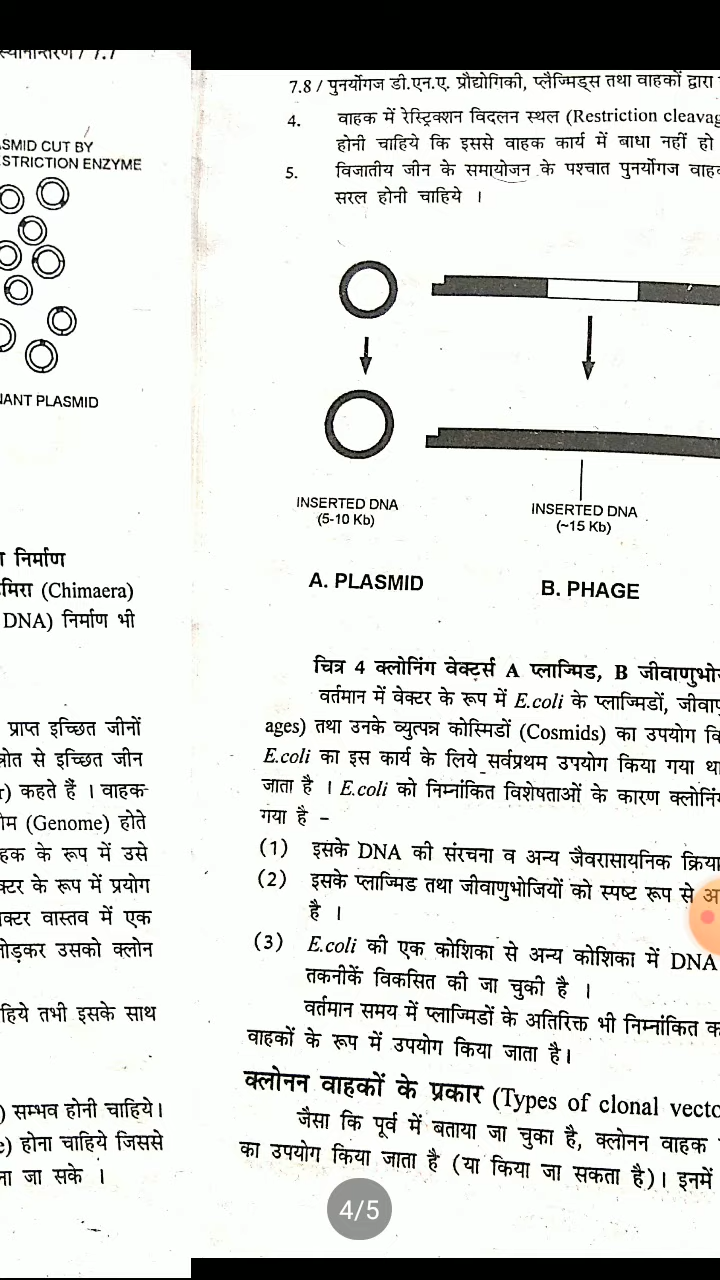 स्थानान्तरण / 7.7
SMID CUT BY
STRICTION ENZYME
ANT PLASMID
निर्माण
मिरा (Chimaera)
DNA) निर्माण भी
प्राप्त इच्छित जीनों
स्रोत से इच्छित जीन
r) कहते हैं । वाहक-
ोम (Genome) होते
हक के रूप में उसे
क्टर के रूप में प्रयोग
क्टर वास्तव में एक
तोड़कर उसको क्लोन
हिये तभी इसके साथ
) सम्भव होनी चाहिये।
e) होना चाहिये जिससे
ना जा सके ।
7.8 / पुनर्योगज डी.एन.ए. प्रौद्योगिकी, प्लैज्मिड्स तथा वाहकों द्वारा
4. वाहक में रेस्ट्रिक्शन विदलन स्थल (Restriction cleavag
होनी चाहिये कि इससे वाहक कार्य में बाधा नहीं हो
5. विजातीय जीन के समायोजन के पश्चात पुनर्योगज वाहक
सरल होनी चाहिये ।
INSERTED DNA
(5-10 Kb)
INSERTED DNA
(~15 Kb)
A. PLASMID
B. PHAGE
चित्र 4 क्लोनिंग वेक्टर्स A प्लाज्मिड, B जीवाणुभो
वर्तमान में वेक्टर के रूप में E.coli के प्लाज्मिडों, जीवाणु
ages) तथा उनके व्युत्पन्न कोस्मिडों (Cosmids) का उपयोग कि
E.coli का इस कार्य के लिये सर्वप्रथम उपयोग किया गया था
जाता है । E.coli को निम्नांकित विशेषताओं के कारण क्लोनिंग
गया है –
(1) इसके DNA की संरचना व अन्य जैवरासायनिक क्रिया
(2) इसके प्लाज्मिड तथा जीवाणुभोजियों को स्पष्ट रूप से अ
है ।
(3) E.coli की एक कोशिका से अन्य कोशिका में DNA
तकनीकें विकसित की जा चुकी है ।
वर्तमान समय में प्लाज्मिडों के अतिरिक्त भी निम्नांकित क
वाहकों के रूप में उपयोग किया जाता है।
क्लोनन वाहकों के प्रकार (Types of clonal vecto
जैसा कि पूर्व में बताया जा चुका है, क्लोनन वाहक
का उपयोग किया जाता है (या किया जा सकता है)। इनमें
4/5